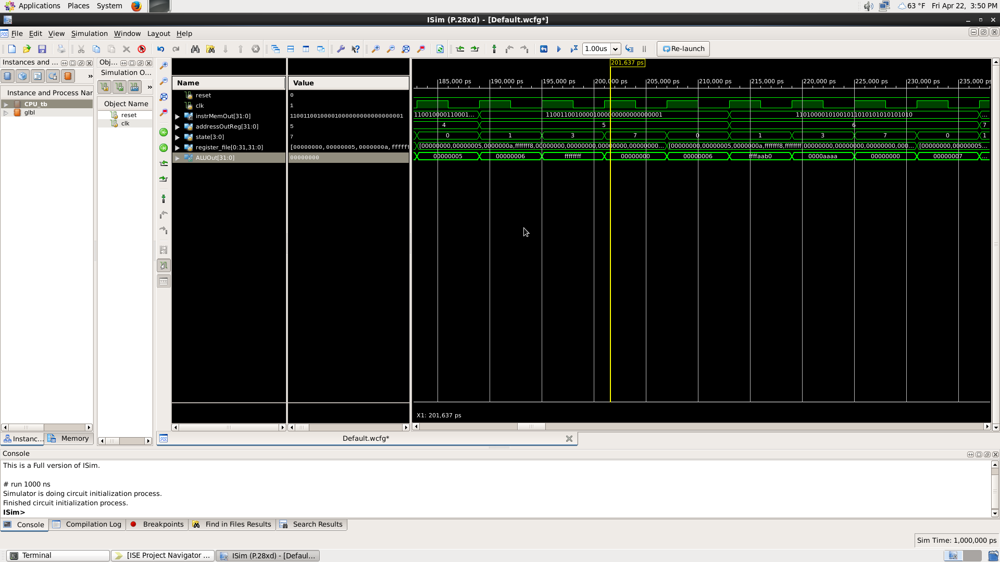 Applications Places System
63 °F Fri Apr 22, 3:50 PM
ISim (P.28xd) - [Default.wcfg*]
File Edit View Simulation Window Layout Help
1.00us
Re-launch
Instances and ...
Obj...
Simulation O...
Instance and Process Nar
CPU_tb
glbl
Object Name
reset
clk
Name
Value
reset 0
clk 1
instrMemOut[31:0] 11001100100001000000000000000001
addressOutReg[31:0] 5
state[3:0] 7
register_file[0:31,31:0] [00000000,00000005,0000000a,ffffff
ALUOut[31:0] 00000000
201,637 ps
185,000 ps 190,000 ps 195,000 ps 200,000 ps 205,000 ps 210,000 ps 215,000 ps 220,000 ps 225,000 ps 230,000 ps 235,000 ps
110010000110001... 11001100100001000000000000000001 11010000101001011010101010101010 ...
4 5 6 7
0 1 3 7 0 1 3 7 0 1
[00000000,00000005,0000000a,fffffff8,00000000,00000000,00000000,00000000,0000000... [00000000,00000005,0000000a,fffffff8,ffffffff,00000000,00000000,00000000,000... [00000000,00000005...
00000005 00000006 ffffffff 00000000 00000006 ffffaab0 0000aaaa 00000000 00000007 ...
X1: 201,637 ps
Instanc... Memory
Default.wcfg*
Console
This is a Full version of ISim.
# run 1000 ns
Simulator is doing circuit initialization process.
Finished circuit initialization process.
ISim>
Console Compilation Log Breakpoints Find in Files Results Search Results
Sim Time: 1,000,000 ps
Terminal [ISE Project Navigator ... ISim (P.28xd) - [Defaul...